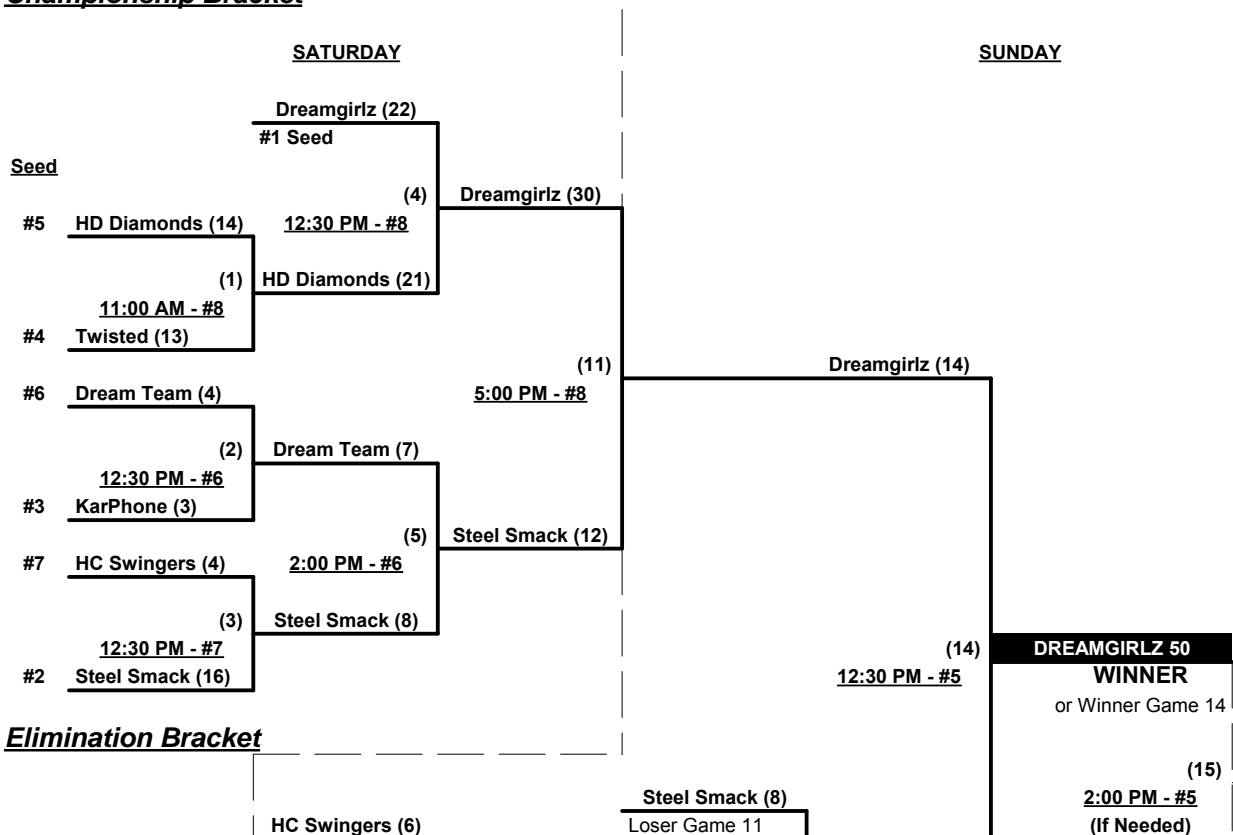 Championship Bracket
SATURDAY
SUNDAY
Dreamgirlz (22)
#1 Seed
Seed
(4)
Dreamgirlz (30)
#5 HD Diamonds (14)
12:30 PM - #8
(1)
HD Diamonds (21)
11:00 AM - #8
#4 Twisted (13)
(11)
Dreamgirlz (14)
#6 Dream Team (4)
5:00 PM - #8
(2)
Dream Team (7)
12:30 PM - #6
#3 KarPhone (3)
(5)
Steel Smack (12)
#7 HC Swingers (4)
2:00 PM - #6
(3)
Steel Smack (8)
12:30 PM - #7
(14)
DREAMGIRLZ 50
#2 Steel Smack (16)
12:30 PM - #5
WINNER
or Winner Game 14
Elimination Bracket
(15)
Steel Smack (8)
2:00 PM - #5
HC Swingers (6)
Loser Game 11
(If Needed)